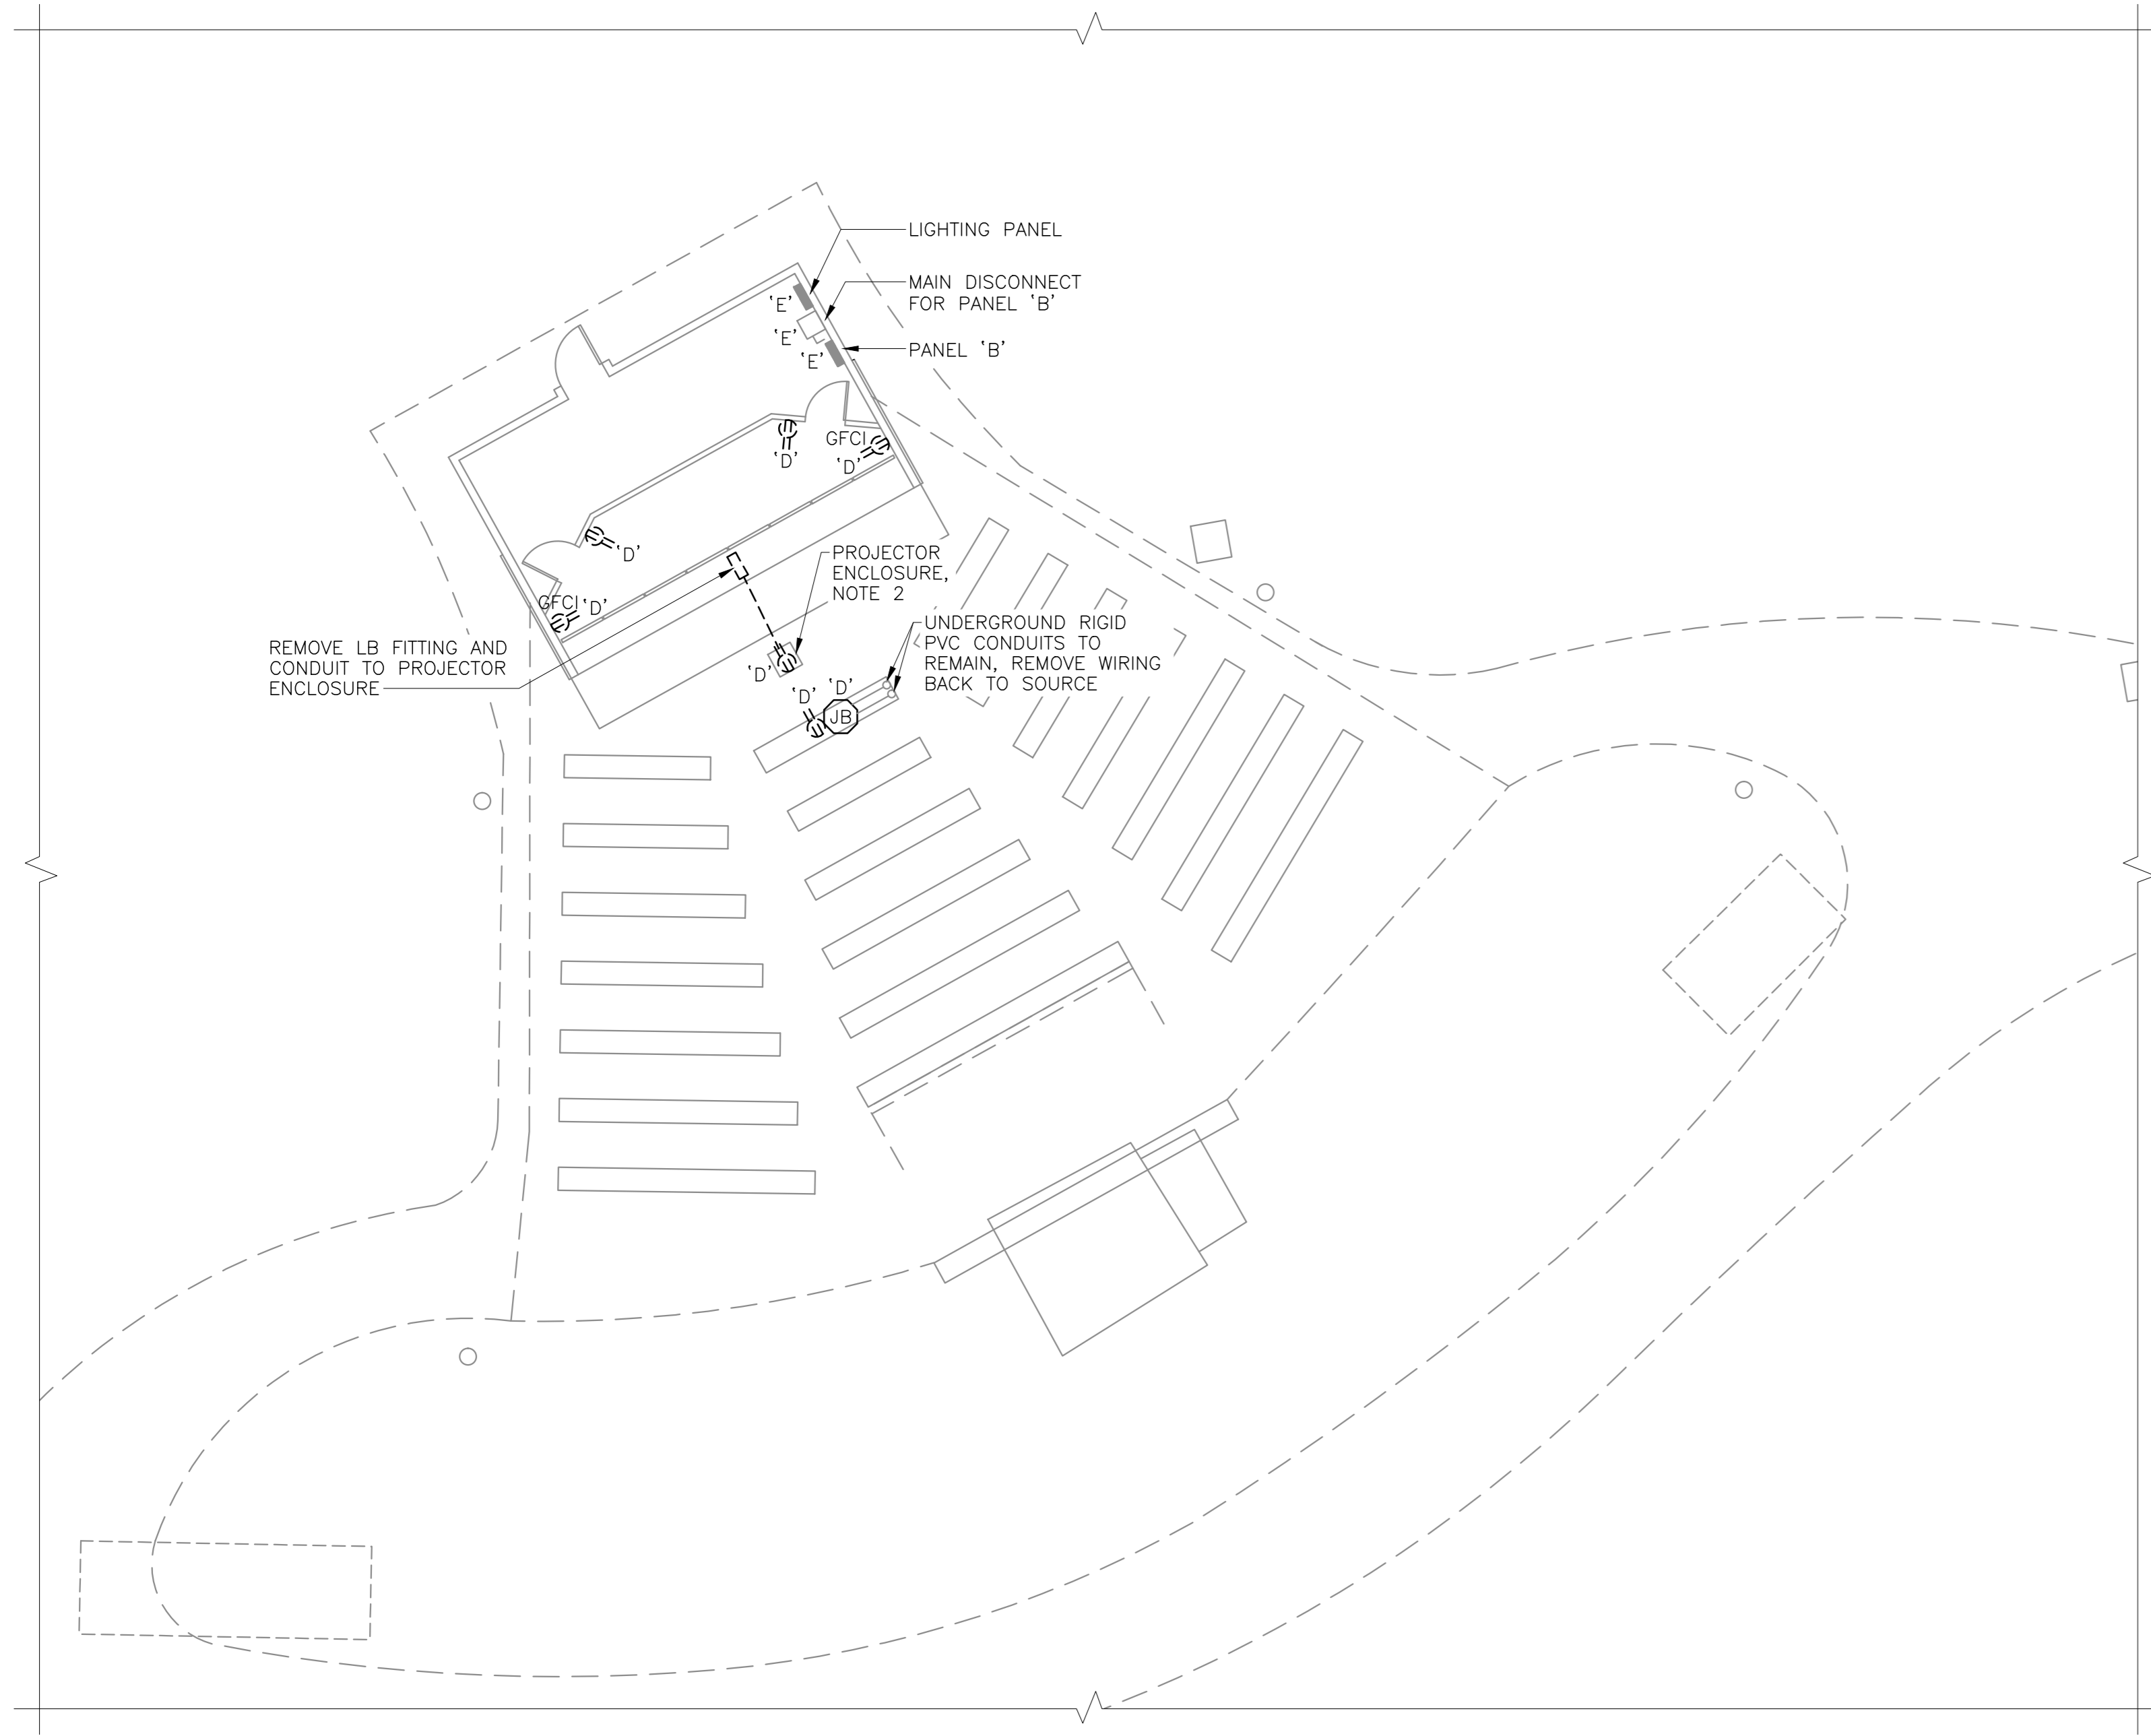 LIGHTING PANEL
MAIN DISCONNECT
FOR PANEL 'B'
'E'
'E'
PANEL 'B'
'E'
GFCI
'D'
'D'
'D'
PROJECTOR
ENCLOSURE,
NOTE 2
GFCI
'D'
UNDERGROUND RIGID
PVC CONDUITS TO
REMAIN, REMOVE WIRING
BACK TO SOURCE
REMOVE LB FITTING AND
CONDUIT TO PROJECTOR
ENCLOSURE
'D'
'D'
'D'
JB